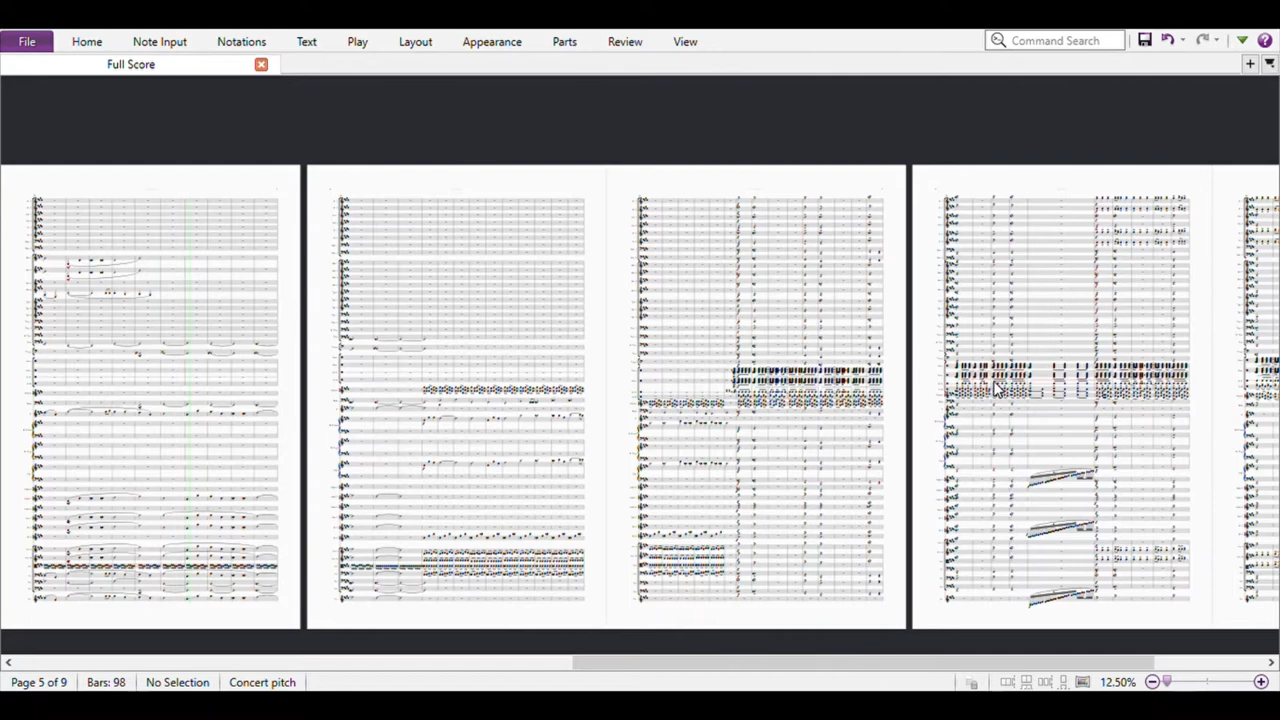 File Home Note Input Notations Text Play Layout Appearance Parts Review View Command Search
Full Score
Page 5 of 9 Bars: 98 No Selection Concert pitch 12.50%